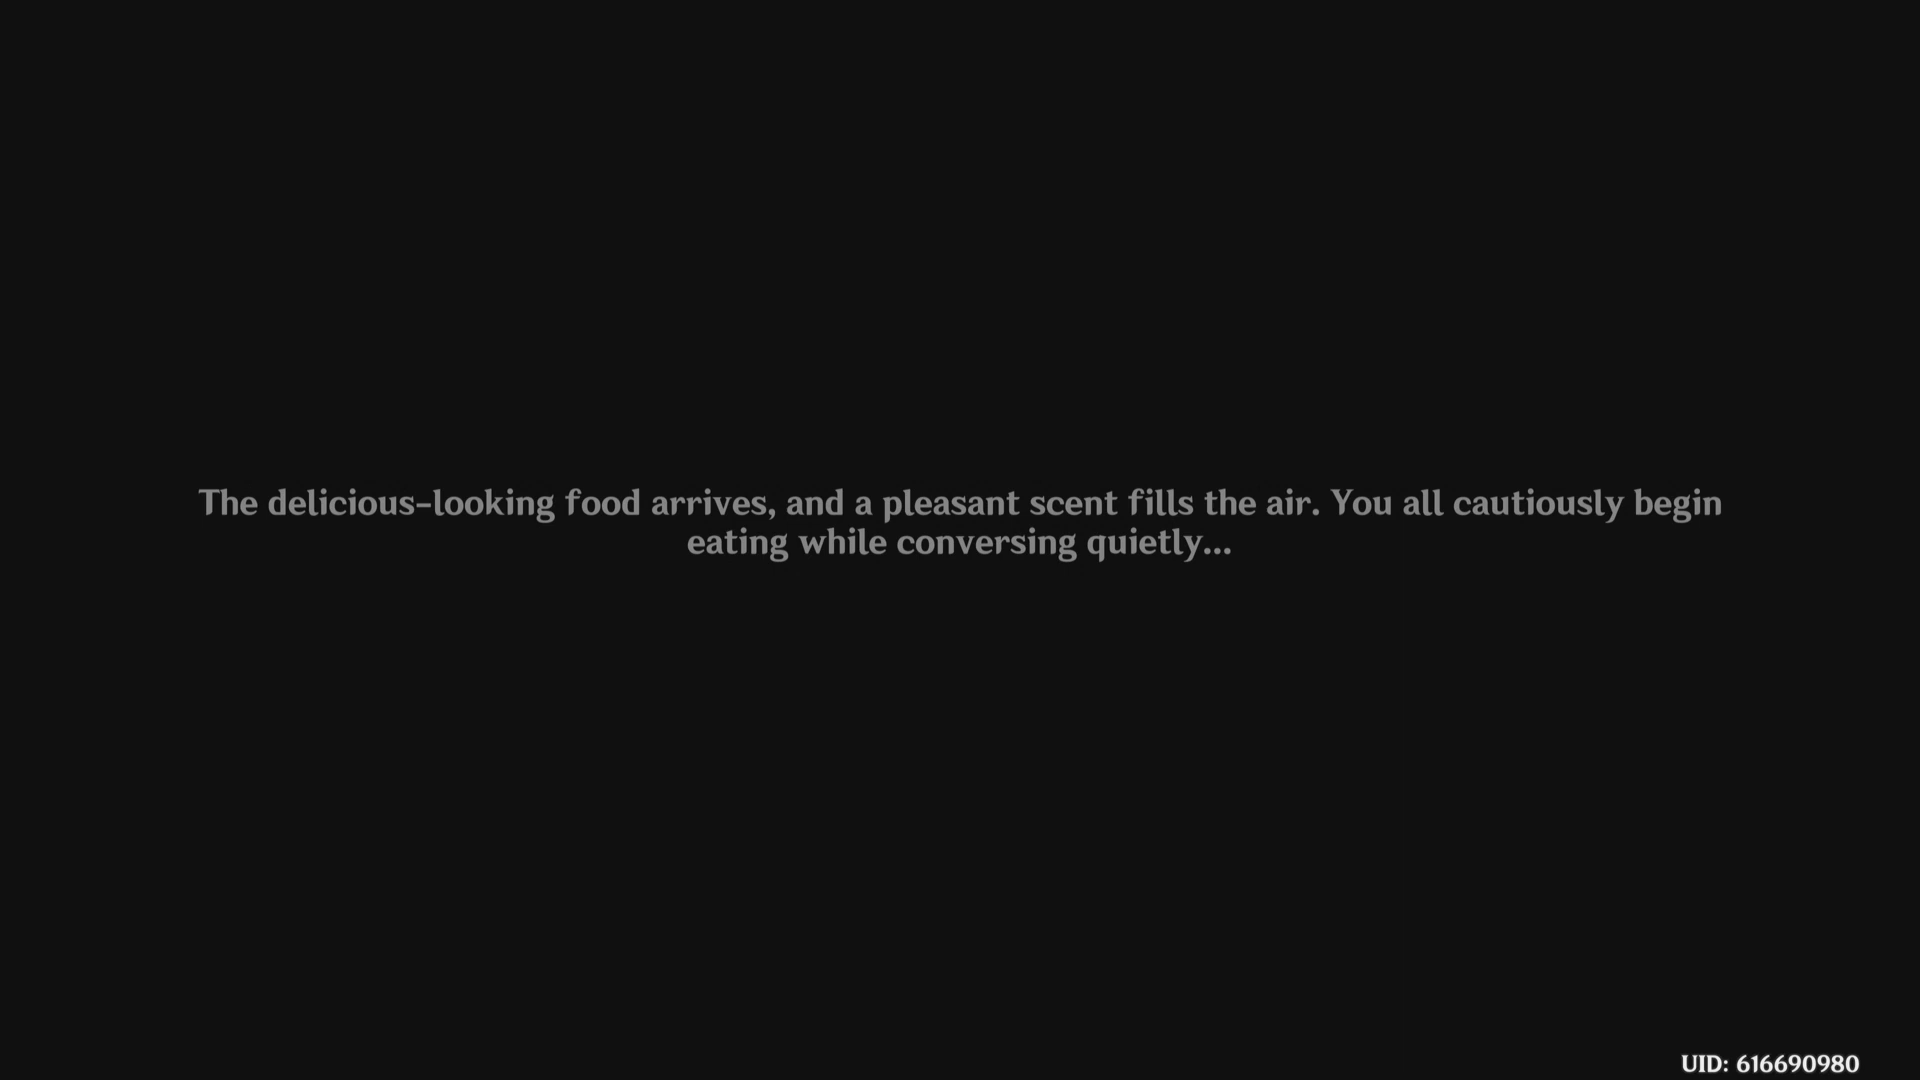 The delicious-looking food arrives, and a pleasant scent fills the air. You all cautiously begin
eating while conversing quietly...
UID: 616690980